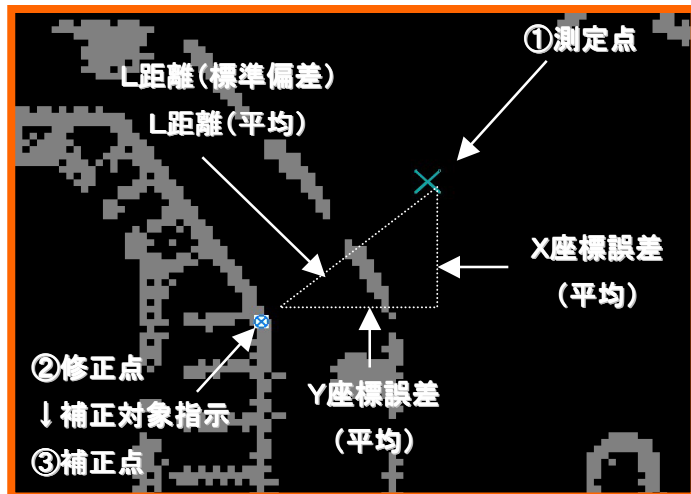 ①測定点
L距離(標準偏差)
L距離(平均)
X座標誤差
(平均)
②修正点
↓補正対象指示
③補正点
Y座標誤差
(平均)